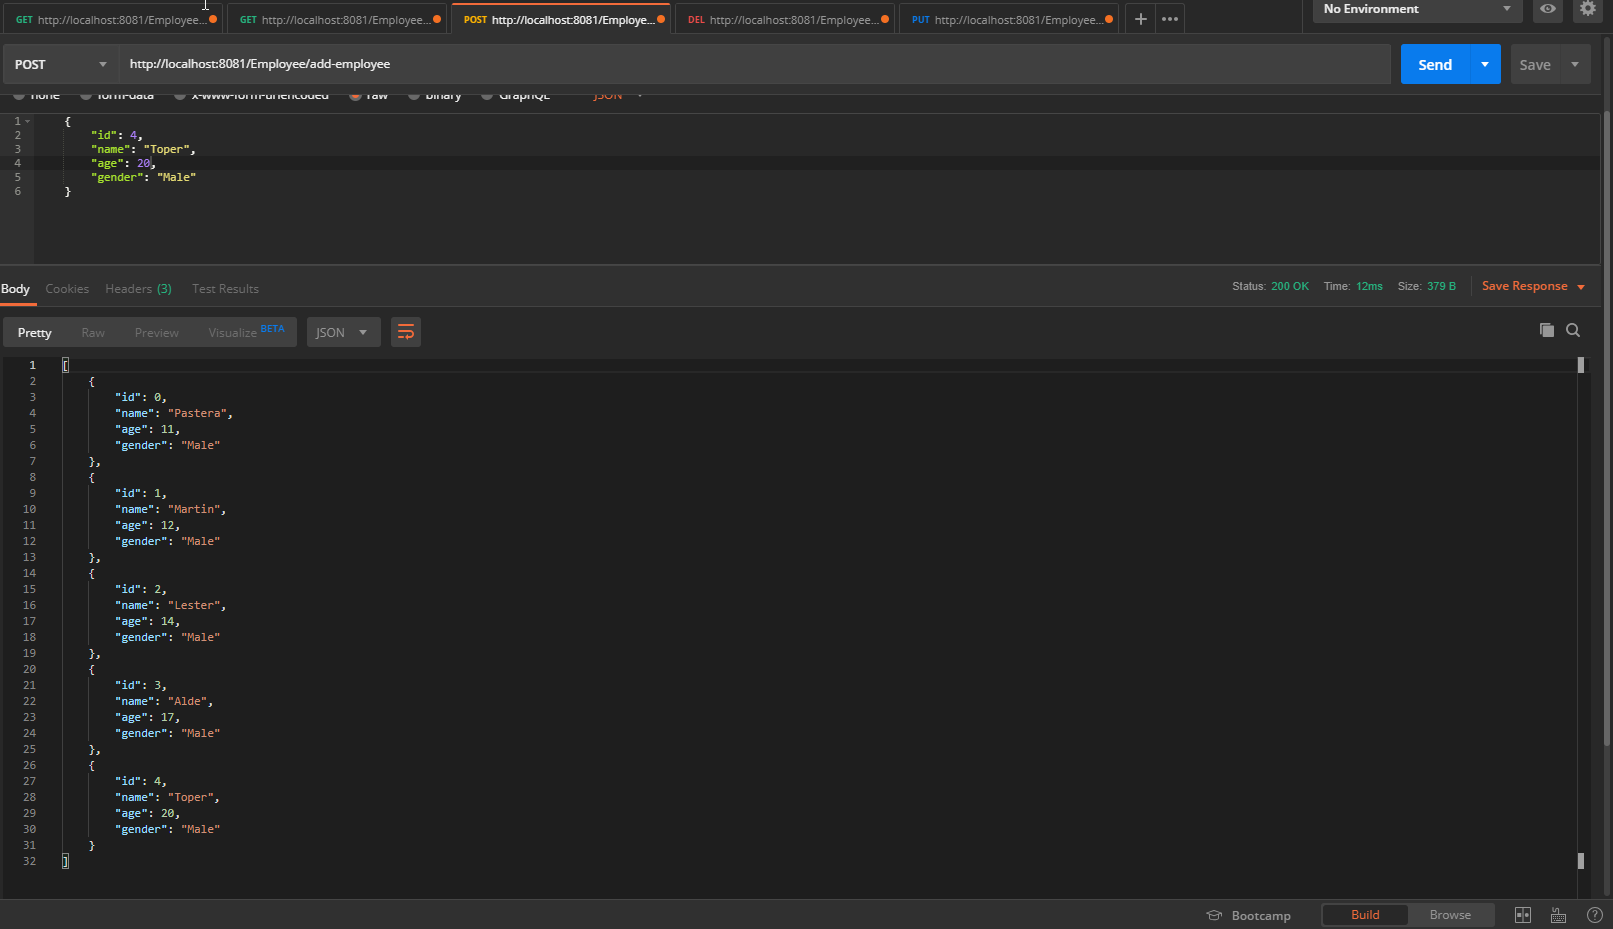 GET http://localhost:8081/Employee... GET http://localhost:8081/Employee... POST http://localhost:8081/Employe... DEL http://localhost:8081/Employee... PUT http://localhost:8081/Employee... + ••• No Environment
POST http://localhost:8081/Employee/add-employee Send Save
none form-data x-www-form-urlencoded raw binary GraphQL JSON
1 {
2 "id": 4,
3 "name": "Toper",
4 "age": 20,
5 "gender": "Male"
6 }
Body Cookies Headers (3) Test Results Status: 200 OK Time: 12ms Size: 379 B Save Response
Pretty Raw Preview Visualize BETA JSON
1 [
2 {
3 "id": 0,
4 "name": "Pastera",
5 "age": 11,
6 "gender": "Male"
7 },
8 {
9 "id": 1,
10 "name": "Martin",
11 "age": 12,
12 "gender": "Male"
13 },
14 {
15 "id": 2,
16 "name": "Lester",
17 "age": 14,
18 "gender": "Male"
19 },
20 {
21 "id": 3,
22 "name": "Alde",
23 "age": 17,
24 "gender": "Male"
25 },
26 {
27 "id": 4,
28 "name": "Toper",
29 "age": 20,
30 "gender": "Male"
31 }
32 ]
Bootcamp Build Browse ?